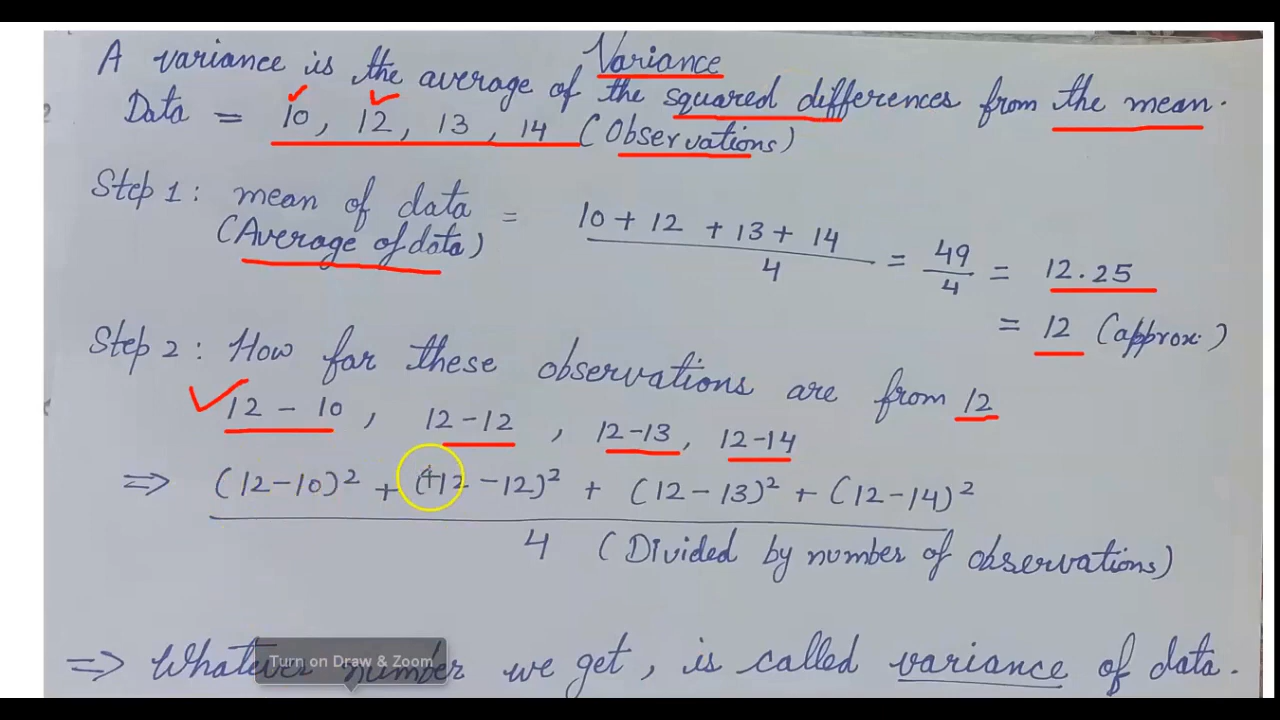 Variance
A variance is the average of the squared differences from the mean.
Data = 10, 12, 13, 14 (Observations)
Step 1: mean of data = 10 + 12 + 13 + 14 / 4 = 49/4 = 12.25
(Average of data)
= 12 (approx.)
Step 2: How far these observations are from 12
12 - 10, 12 - 12, 12 - 13, 12 - 14
⇒ (12 - 10)² + (12 - 12)² + (12 - 13)² + (12 - 14)²
4 (Divided by number of observations)
⇒ Whatever number we get, is called variance of data.
Turn on Draw & Zoom